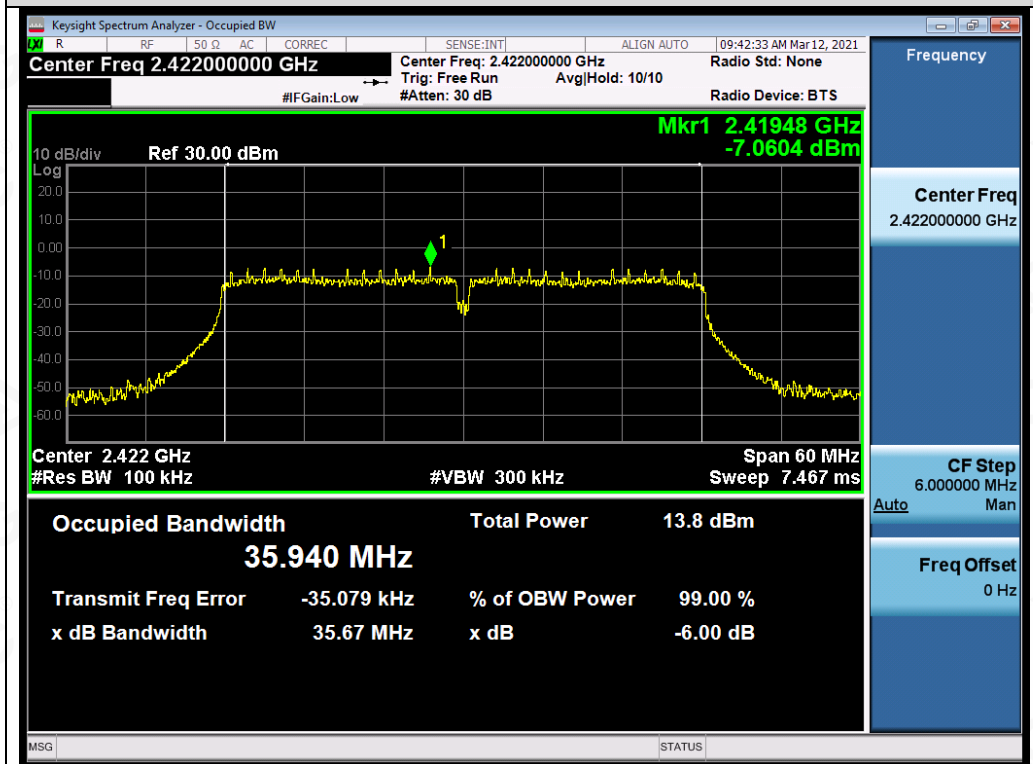 Keysight Spectrum Analyzer - Occupied BW
LXI R RF 50 Ω AC CORREC SENSE:INT ALIGN AUTO 09:42:33 AM Mar 12, 2021
Center Freq 2.422000000 GHz
Center Freq: 2.422000000 GHz Radio Std: None
Trig: Free Run Avg|Hold: 10/10
#IFGain:Low #Atten: 30 dB Radio Device: BTS
Mkr1 2.41948 GHz
-7.0604 dBm
10 dB/div Ref 30.00 dBm
Log
20.0
10.0
0.00
1
-10.0
-20.0
-30.0
-40.0
-50.0
-60.0
Center 2.422 GHz Span 60 MHz
#Res BW 100 kHz #VBW 300 kHz Sweep 7.467 ms
Occupied Bandwidth Total Power 13.8 dBm
35.940 MHz
Transmit Freq Error -35.079 kHz % of OBW Power 99.00 %
x dB Bandwidth 35.67 MHz x dB -6.00 dB
Frequency
Center Freq
2.422000000 GHz
CF Step
6.000000 MHz
Auto Man
Freq Offset
0 Hz
MSG STATUS